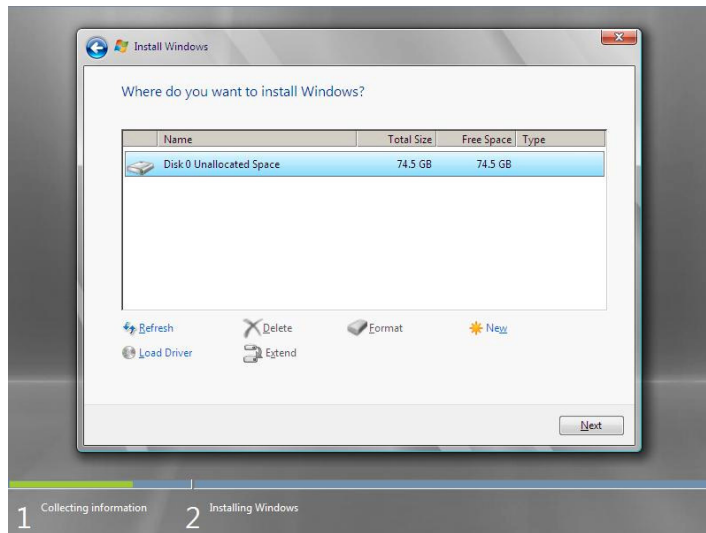 Install Windows
Where do you want to install Windows?
Name Total Size Free Space Type
Disk 0 Unallocated Space 74.5 GB 74.5 GB
Refresh Delete Format New
Load Driver Extend
Next
1 Collecting information 2 Installing Windows